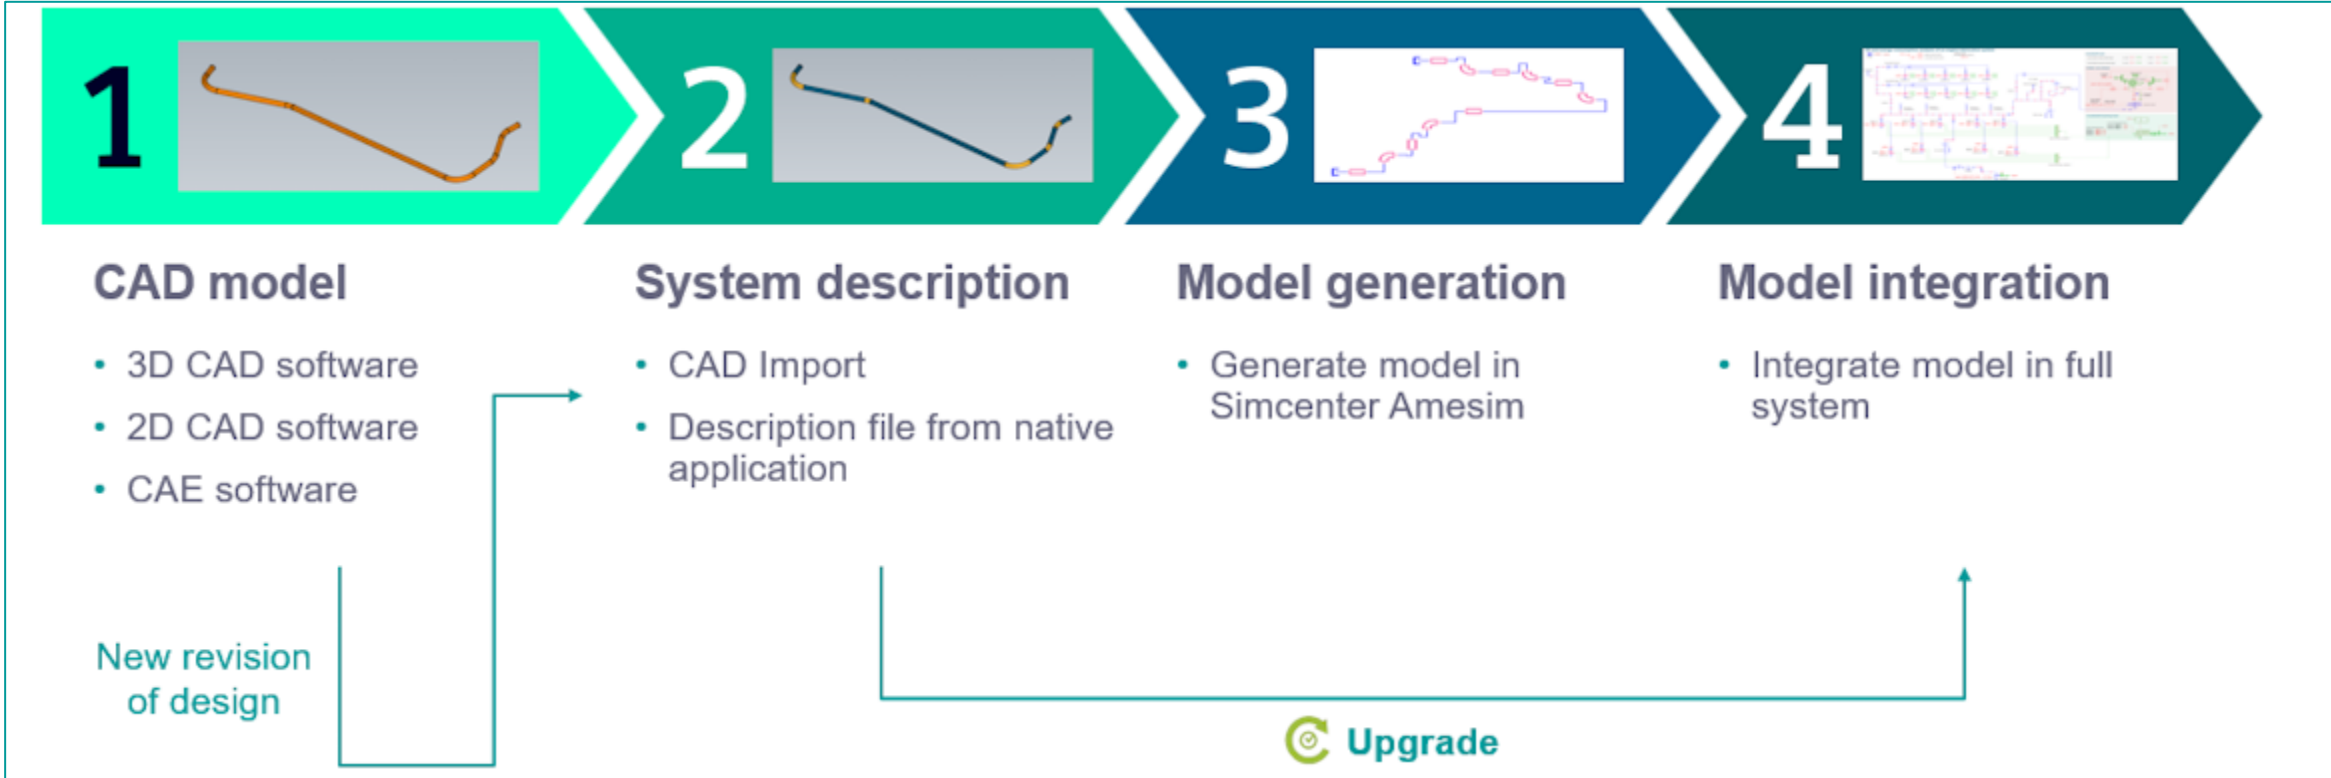 1
2
3
4
CAD model
• 3D CAD software
• 2D CAD software
• CAE software
System description
• CAD Import
• Description file from native
application
Model generation
• Generate model in
Simcenter Amesim
Model integration
• Integrate model in full
system
New revision
of design
Upgrade